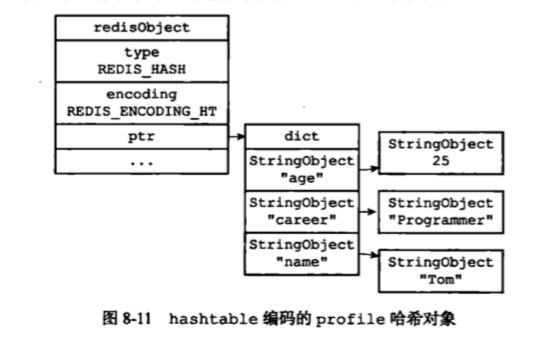 redisObject
type
REDIS_HASH
encoding
REDIS_ENCODING_HT
ptr
...
dict
StringObject
"age"
StringObject
"career"
StringObject
"name"
StringObject
25
StringObject
"Programmer"
StringObject
"Tom"
图 8-11 hashtable 编码的 profile 哈希对象